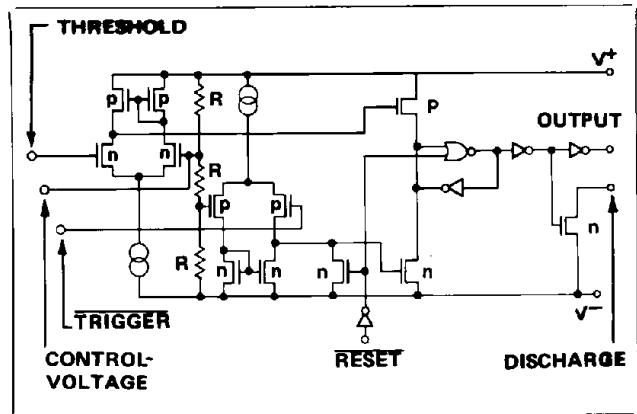 THRESHOLD
V+
p
p
R
p
OUTPUT
n
n
R
p
p
n
R
n
n
n
n
V−
TRIGGER
RESET
CONTROL-
VOLTAGE
DISCHARGE